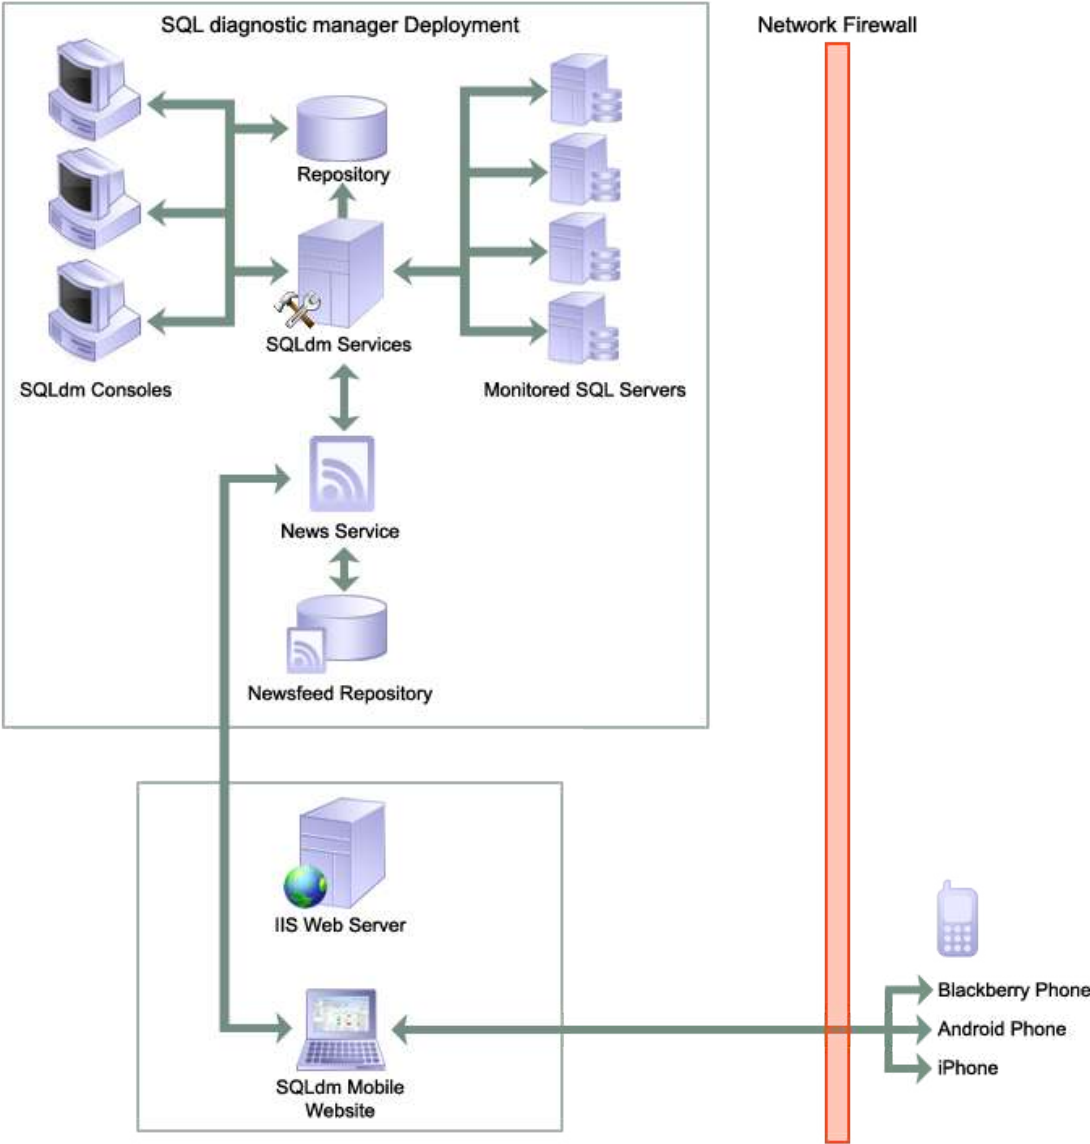 SQL diagnostic manager Deployment
Network Firewall
Repository
SQLdm Services
SQLdm Consoles
Monitored SQL Servers
News Service
Newsfeed Repository
IIS Web Server
Blackberry Phone
Android Phone
iPhone
SQLdm Mobile
Website